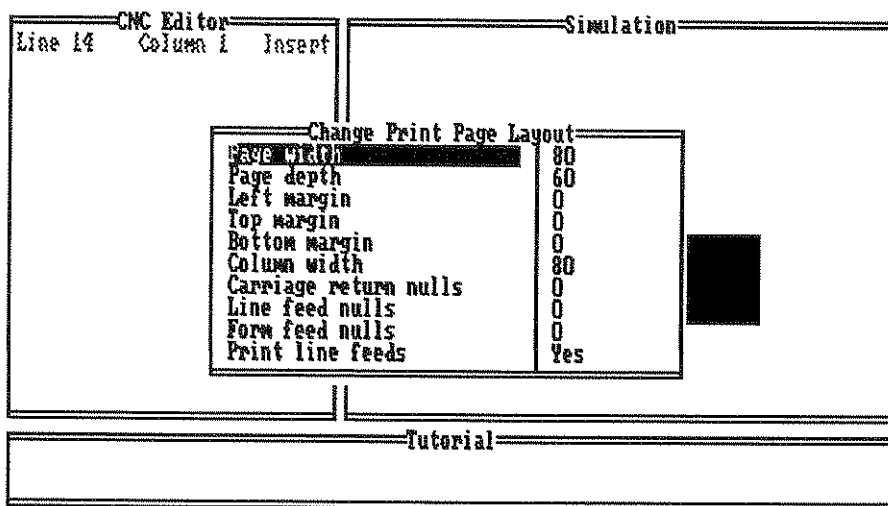 CNC Editor
Simulation
Line 14 Column 1 Insert
Change Print Page Layout
Page width 80
Page depth 60
Left margin 0
Top margin 0
Bottom margin 0
Column width 80
Carriage return nulls 0
Line feed nulls 0
Form feed nulls 0
Print line feeds Yes
Tutorial